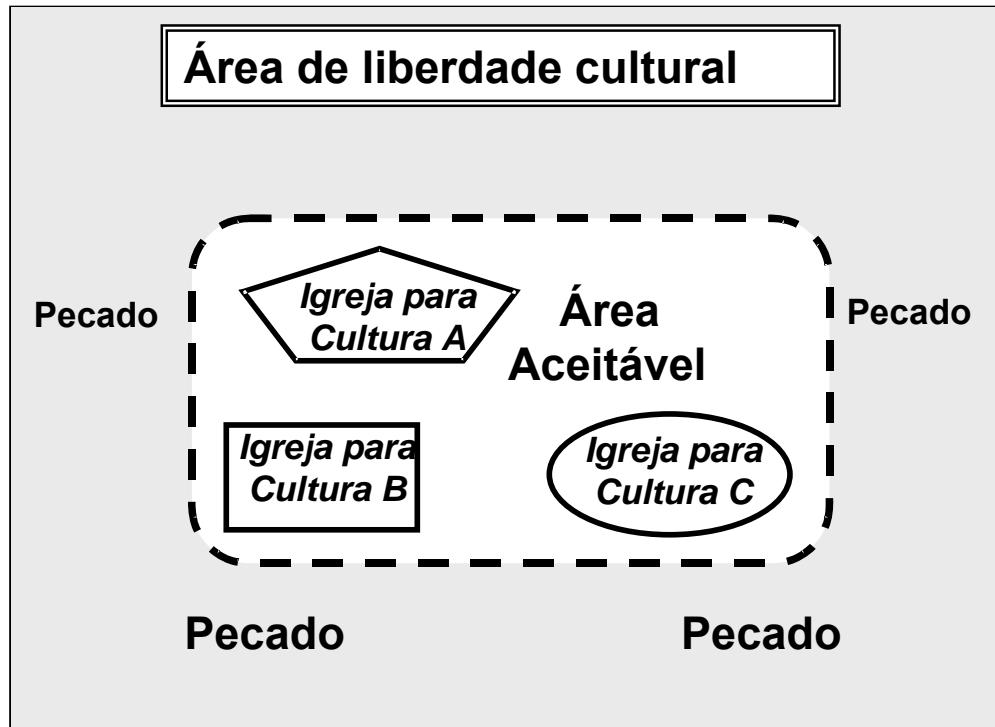 Área de liberdade cultural
Igreja para
Cultura A
Área
Aceitável
Pecado
Pecado
Igreja para
Cultura B
Igreja para
Cultura C
Pecado
Pecado